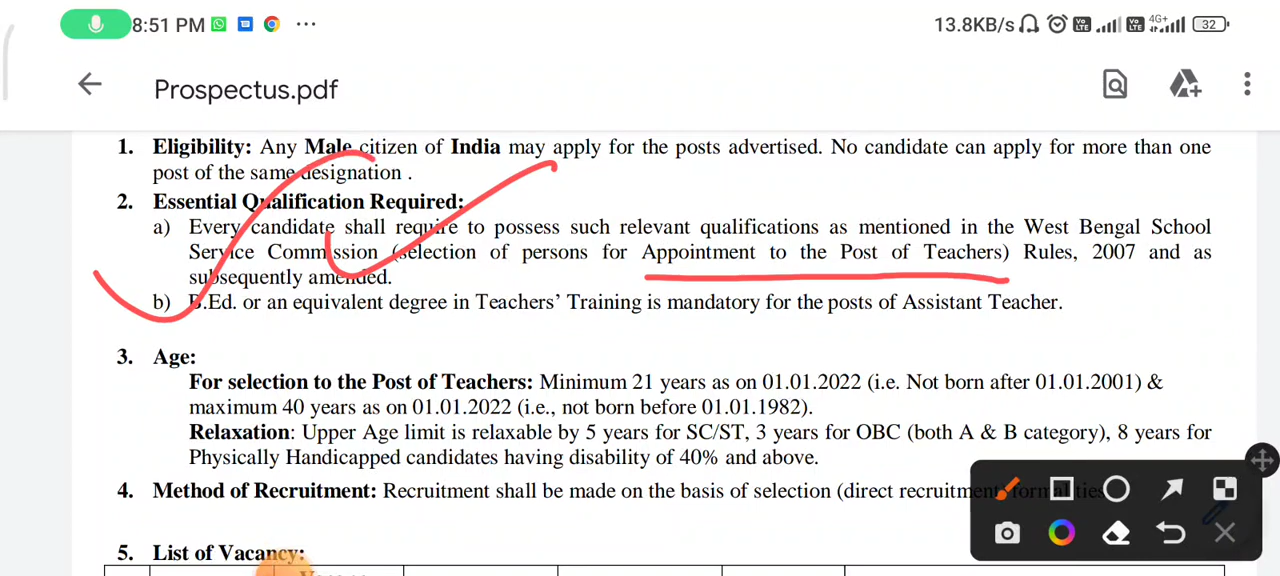 8:51 PM ... 13.8KB/s Vo LTE Vo LTE 4G+ 32
Prospectus.pdf
1. Eligibility: Any Male citizen of India may apply for the posts advertised. No candidate can apply for more than one
post of the same designation .
2. Essential Qualification Required:
a) Every candidate shall require to possess such relevant qualifications as mentioned in the West Bengal School
Service Commission (selection of persons for Appointment to the Post of Teachers) Rules, 2007 and as
subsequently amended.
b) B.Ed. or an equivalent degree in Teachers’ Training is mandatory for the posts of Assistant Teacher.
3. Age:
For selection to the Post of Teachers: Minimum 21 years as on 01.01.2022 (i.e. Not born after 01.01.2001) &
maximum 40 years as on 01.01.2022 (i.e., not born before 01.01.1982).
Relaxation: Upper Age limit is relaxable by 5 years for SC/ST, 3 years for OBC (both A & B category), 8 years for
Physically Handicapped candidates having disability of 40% and above.
4. Method of Recruitment: Recruitment shall be made on the basis of selection (direct recruitment formalities
5. List of Vacancy: